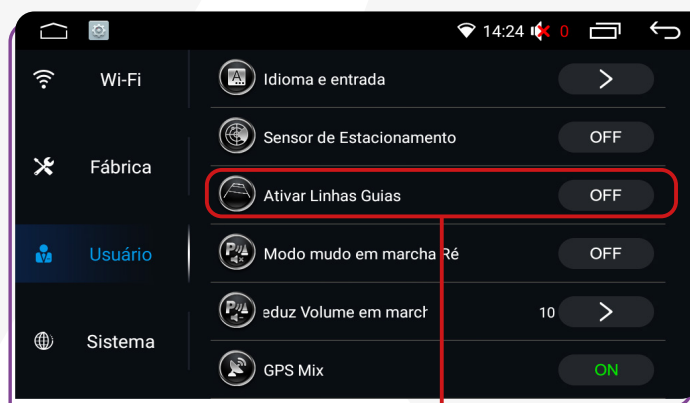 14:24 0
Wi-Fi
Idioma e entrada
Sensor de Estacionamento OFF
Fábrica
Ativar Linhas Guias OFF
Usuário
Modo mudo em marcha Ré OFF
eduz Volume em march 10
Sistema
GPS Mix ON